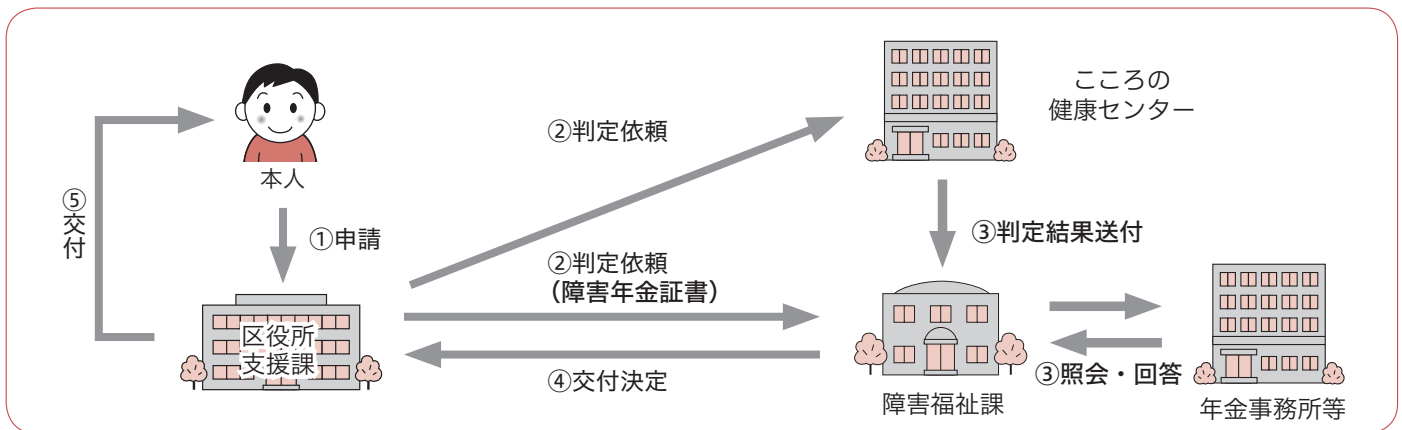 こころの
健康センター
②判定依頼
本人
⑤交付
①申請
③判定結果送付
②判定依頼
(障害年金証書)
区役所
支援課
④交付決定
③照会・回答
障害福祉課
年金事務所等